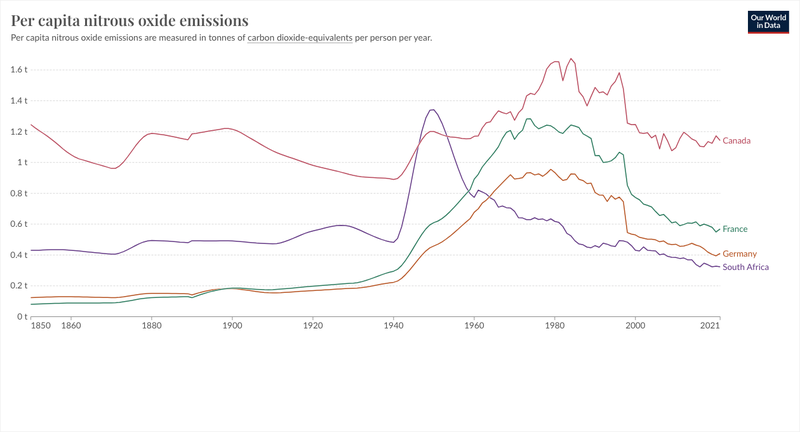 Per capita nitrous oxide emissions
Per capita nitrous oxide emissions are measured in tonnes of carbon dioxide-equivalents per person per year.
Our World
in Data
1.6 t
1.4 t
1.2 t
1 t
0.8 t
0.6 t
0.4 t
0.2 t
0 t
Canada
France
Germany
South Africa
1850 1860 1880 1900 1920 1940 1960 1980 2000 2021